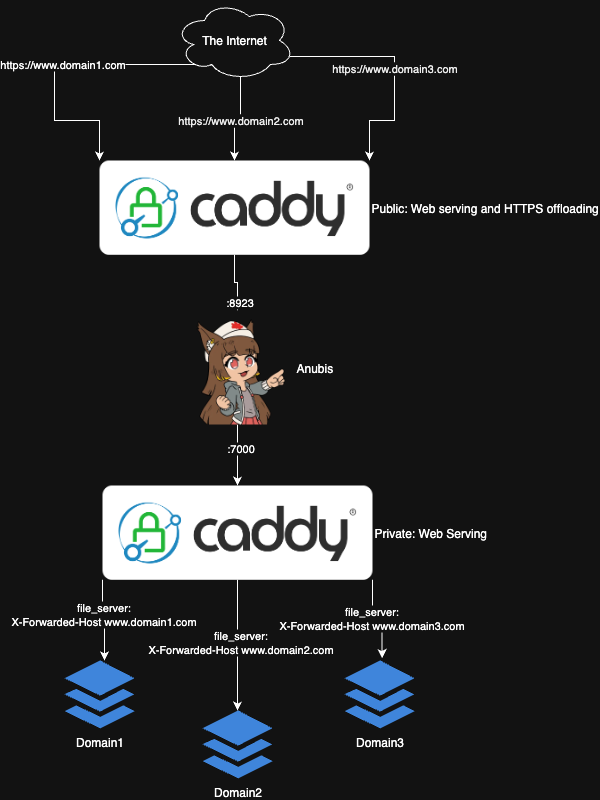 The Internet
https://www.domain1.com
https://www.domain3.com
https://www.domain2.com
caddy®
Public: Web serving and HTTPS offloading
:8923
Anubis
:7000
caddy®
Private: Web Serving
file_server:
X-Forwarded-Host www.domain1.com
file_server:
X-Forwarded-Host www.domain3.com
file_server:
X-Forwarded-Host www.domain2.com
Domain1
Domain3
Domain2